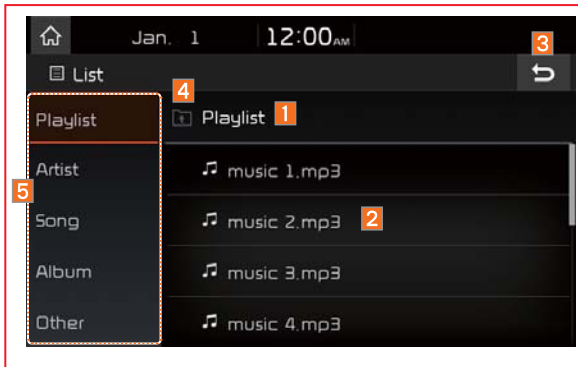 Jan. 1 12:00AM
3
List
4
Playlist
Playlist 1
Artist
music 1.mp3
5
Song
music 2.mp3 2
Album
music 3.mp3
Other
music 4.mp3